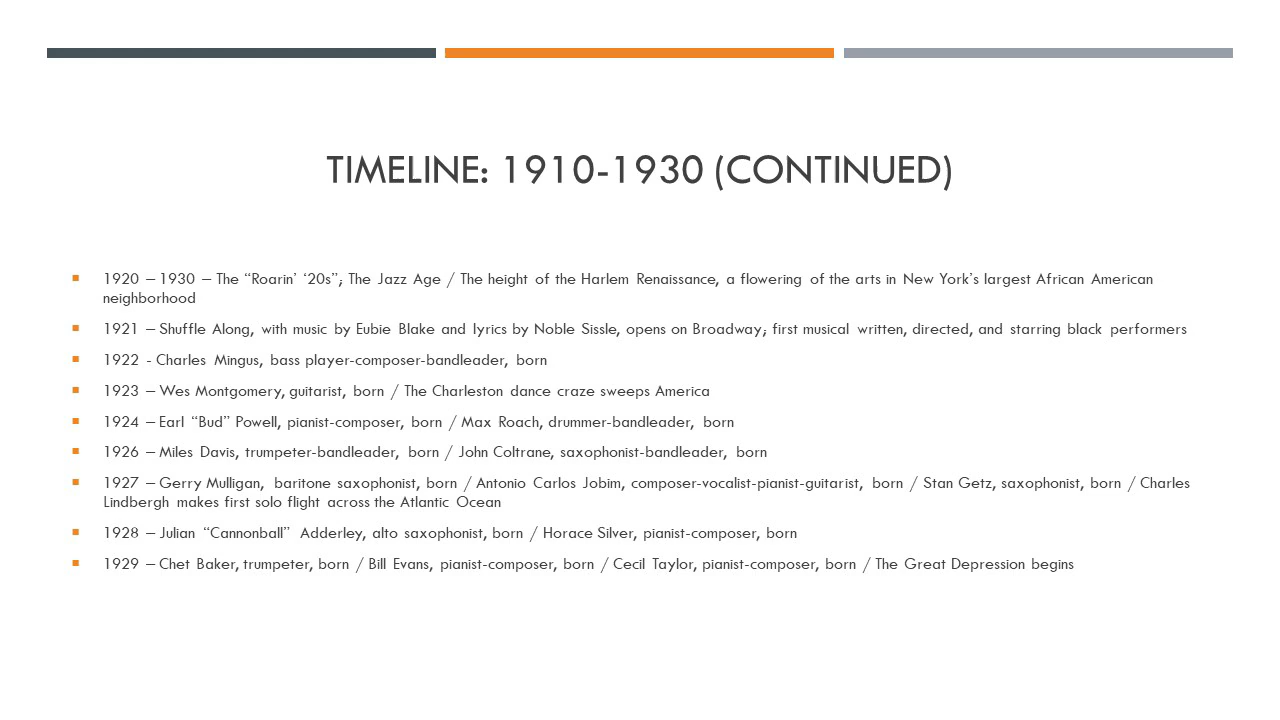 TIMELINE: 1910-1930 (CONTINUED)
▪ 1920 – 1930 – The “Roarin’ ‘20s”; The Jazz Age / The height of the Harlem Renaissance, a flowering of the arts in New York’s largest African American
neighborhood
▪ 1921 – Shuffle Along, with music by Eubie Blake and lyrics by Noble Sissle, opens on Broadway; first musical written, directed, and starring black performers
▪ 1922 - Charles Mingus, bass player-composer-bandleader, born
▪ 1923 – Wes Montgomery, guitarist, born / The Charleston dance craze sweeps America
▪ 1924 – Earl “Bud” Powell, pianist-composer, born / Max Roach, drummer-bandleader, born
▪ 1926 – Miles Davis, trumpeter-bandleader, born / John Coltrane, saxophonist-bandleader, born
▪ 1927 – Gerry Mulligan, baritone saxophonist, born / Antonio Carlos Jobim, composer-vocalist-pianist-guitarist, born / Stan Getz, saxophonist, born / Charles
Lindbergh makes first solo flight across the Atlantic Ocean
▪ 1928 – Julian “Cannonball” Adderley, alto saxophonist, born / Horace Silver, pianist-composer, born
▪ 1929 – Chet Baker, trumpeter, born / Bill Evans, pianist-composer, born / Cecil Taylor, pianist-composer, born / The Great Depression begins